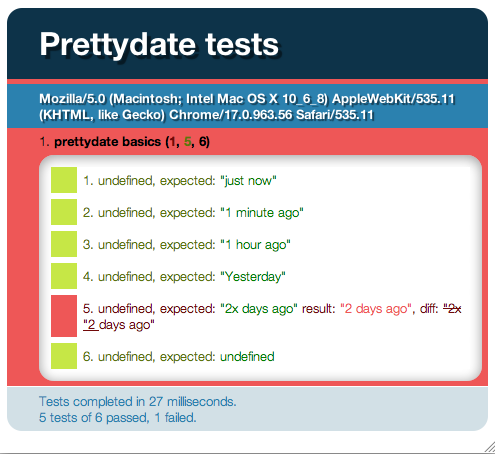 Prettydate tests
Mozilla/5.0 (Macintosh; Intel Mac OS X 10_6_8) AppleWebKit/535.11
(KHTML, like Gecko) Chrome/17.0.963.56 Safari/535.11
1. prettydate basics (1, 5, 6)
1. undefined, expected: "just now"
2. undefined, expected: "1 minute ago"
3. undefined, expected: "1 hour ago"
4. undefined, expected: "Yesterday"
5. undefined, expected: "2x days ago" result: "2 days ago", diff: "2x
"2 days ago"
6. undefined, expected: undefined
Tests completed in 27 milliseconds.
5 tests of 6 passed, 1 failed.